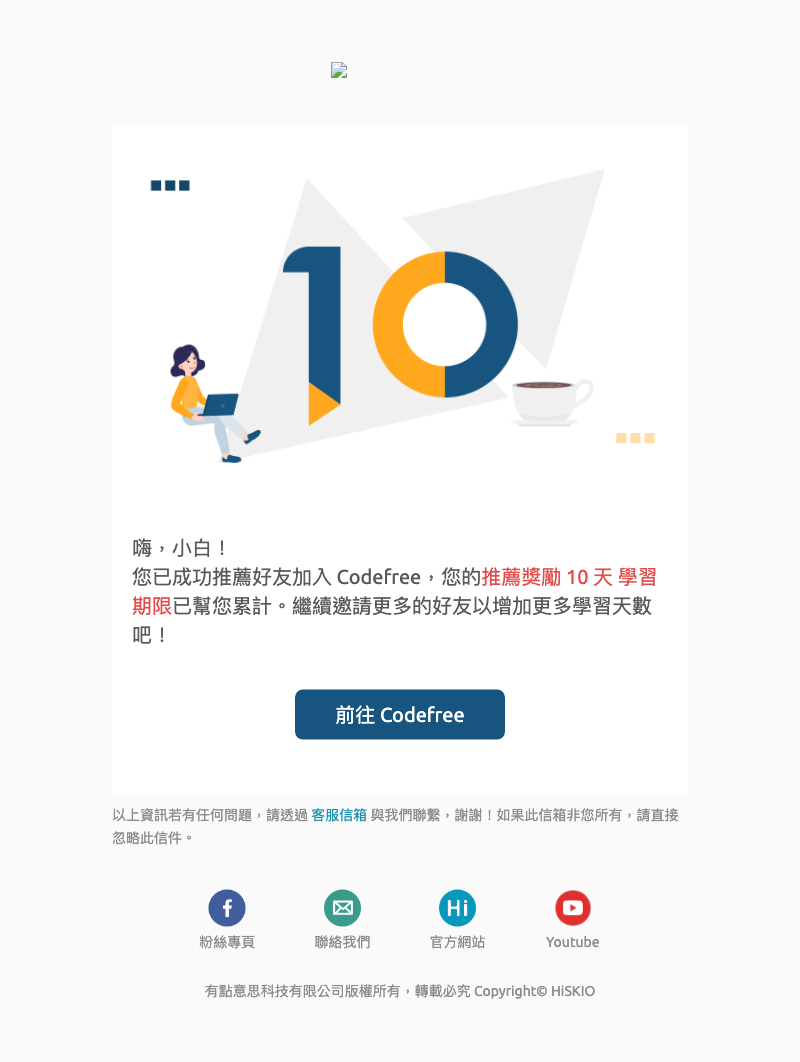 10
嗨，小白！
您已成功推薦好友加入 Codefree，您的推薦獎勵 10 天 學習
期限已幫您累計。繼續邀請更多的好友以增加更多學習天數
吧！
前往 Codefree
以上資訊若有任何問題，請透過 客服信箱 與我們聯繫，謝謝！如果此信箱非您所有，請直接
忽略此信件。
Hi
粉絲專頁 聯絡我們 官方網站 Youtube
有點意思科技有限公司版權所有，轉載必究 Copyright© HiSKIO